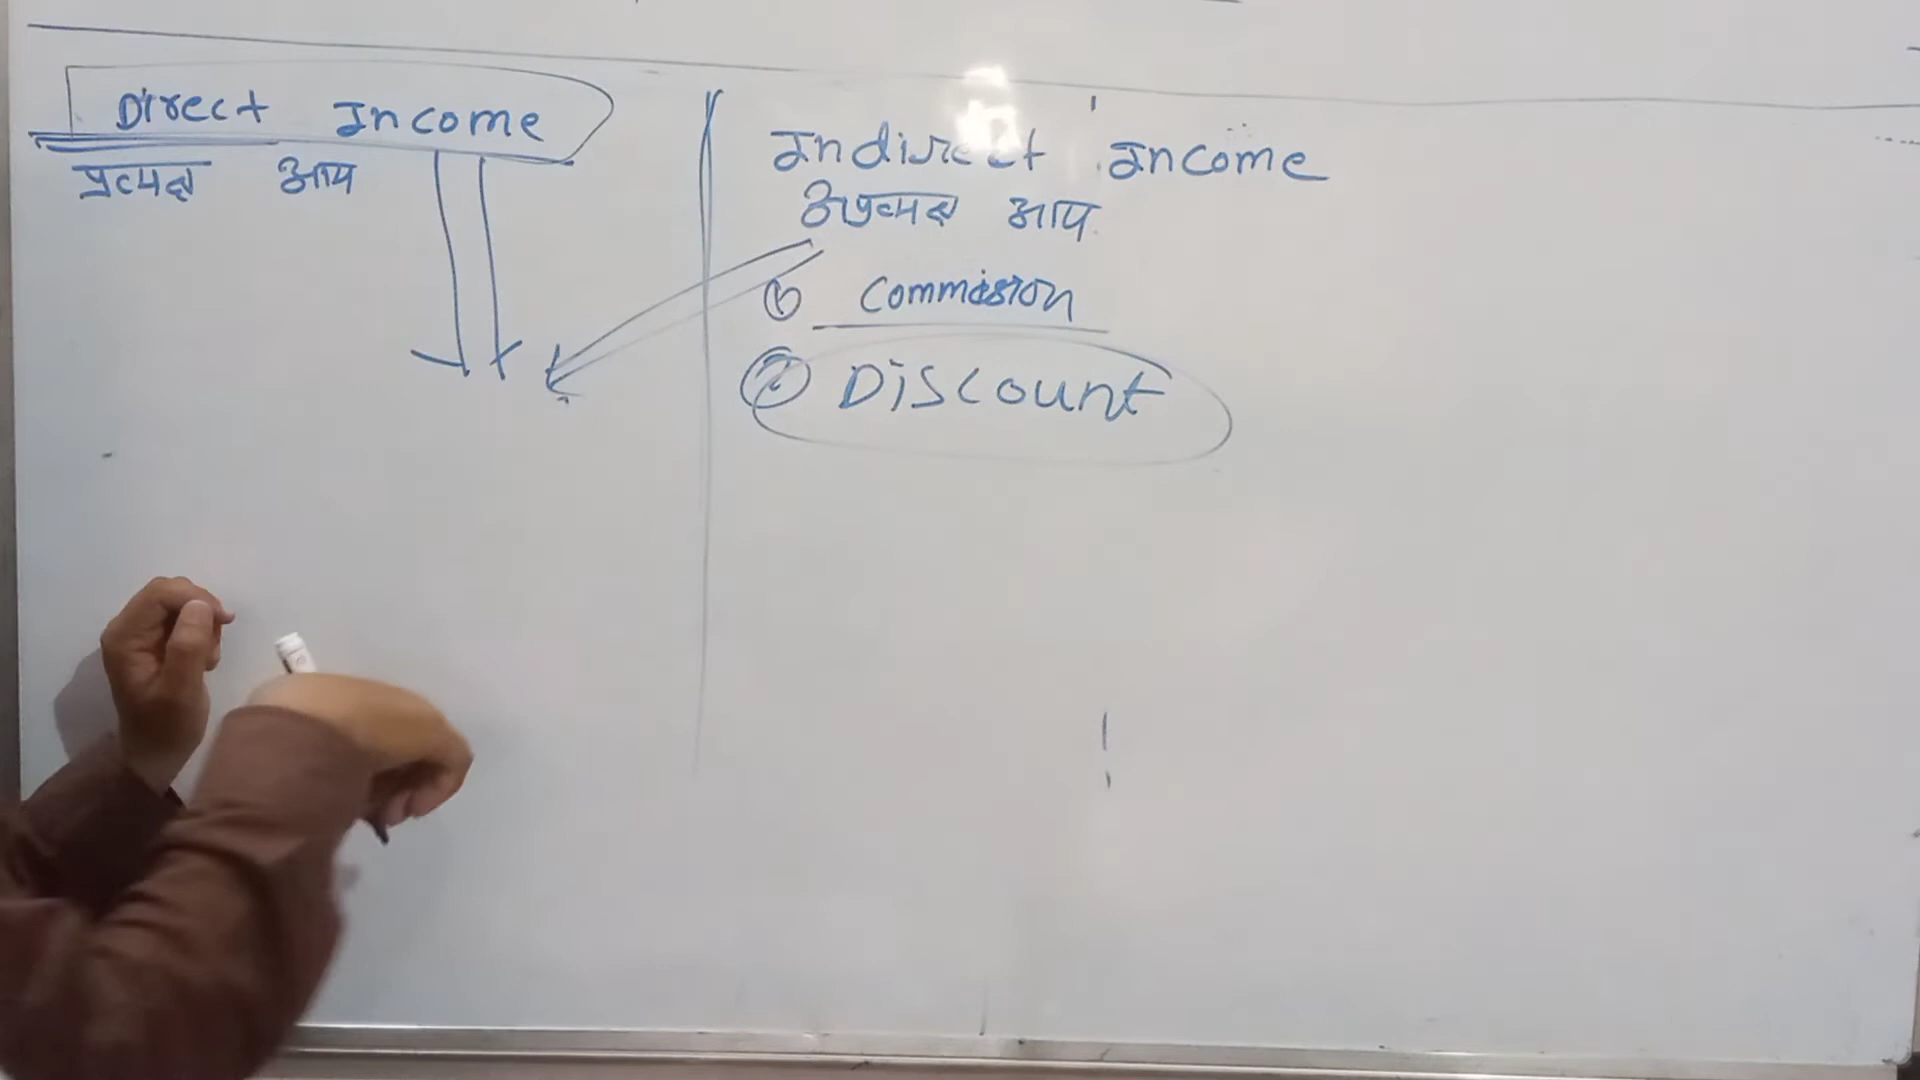 Direct Income
प्रत्यक्ष आय
Indirect Income
अप्रत्यक्ष आय
① Commission
② Discount